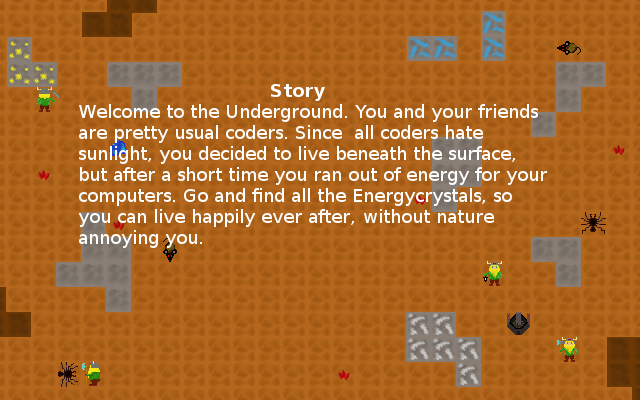 Story
Welcome to the Underground. You and your friends
are pretty usual coders. Since  all coders hate
sunlight, you decided to live beneath the surface,
but after a short time you ran out of energy for your
computers. Go and find all the Energycrystals, so
you can live happily ever after, without nature
annoying you.